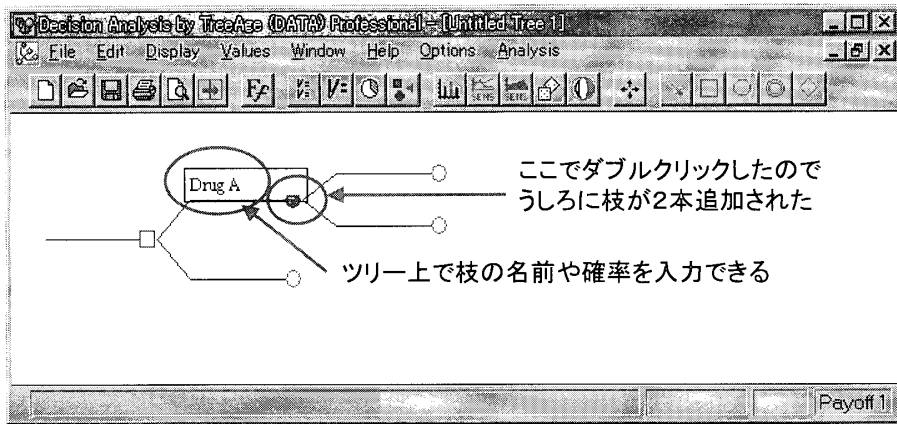 Decision Analysis by TreeAge (DATA) Professional - [Untitled Tree 1]
File Edit Display Values Window Help Options Analysis
Drug A
ここでダブルクリックしたので
うしろに枝が2本追加された
ツリー上で枝の名前や確率を入力できる
Payoff 1